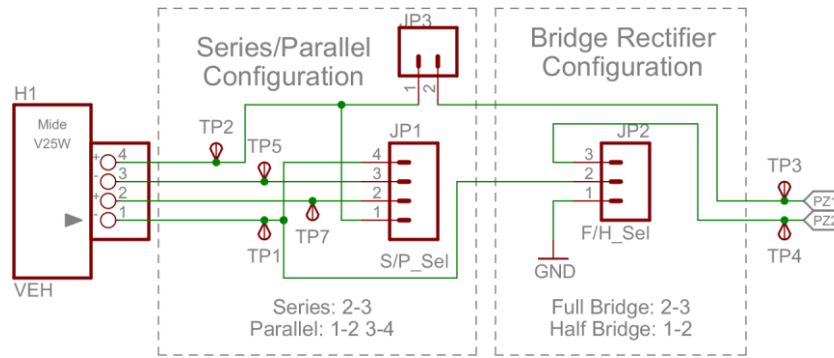 Series/Parallel
Configuration
JP3
1
2
Bridge Rectifier
Configuration
H1
Mide
V25W
+ 4
- 3
+ 2
- 1
VEH
TP2
TP5
TP1
TP7
JP1
4
3
2
1
S/P_Sel
JP2
3
2
1
F/H_Sel
GND
TP3
PZ1
PZ2
TP4
Series: 2-3
Parallel: 1-2 3-4
Full Bridge: 2-3
Half Bridge: 1-2